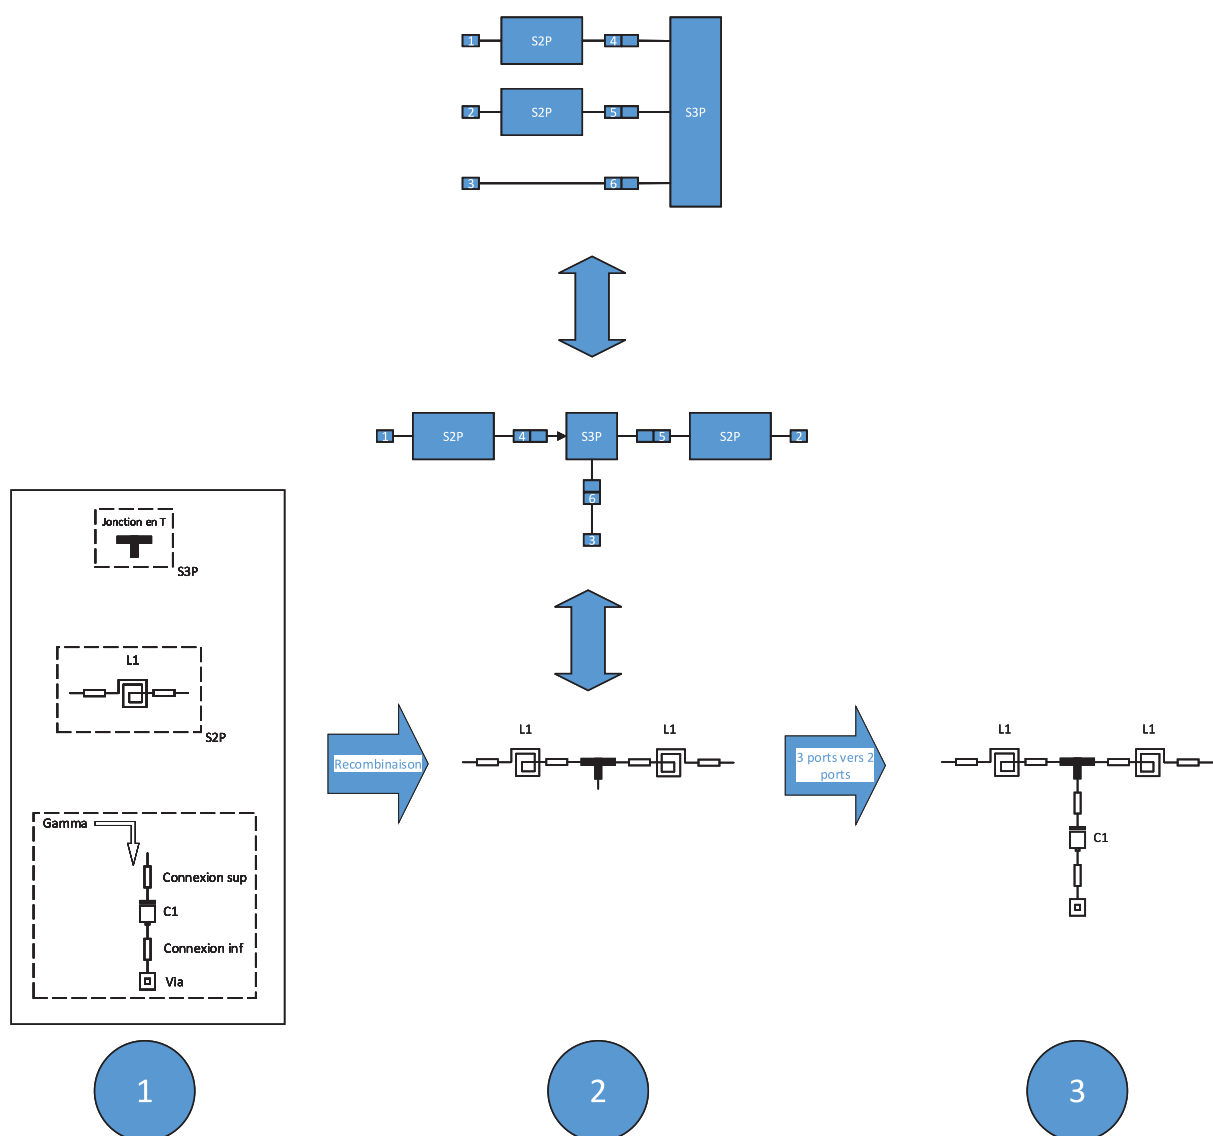 1
S2P
4
2
S2P
5
S3P
3
6
1
S2P
4
S3P
5
S2P
2
6
3
Jonction en T
S3P
L1
S2P
Gamma
Connexion sup
C1
Connexion inf
Via
Recombinaison
L1
L1
3 ports vers 2
ports
L1
L1
C1
1
2
3